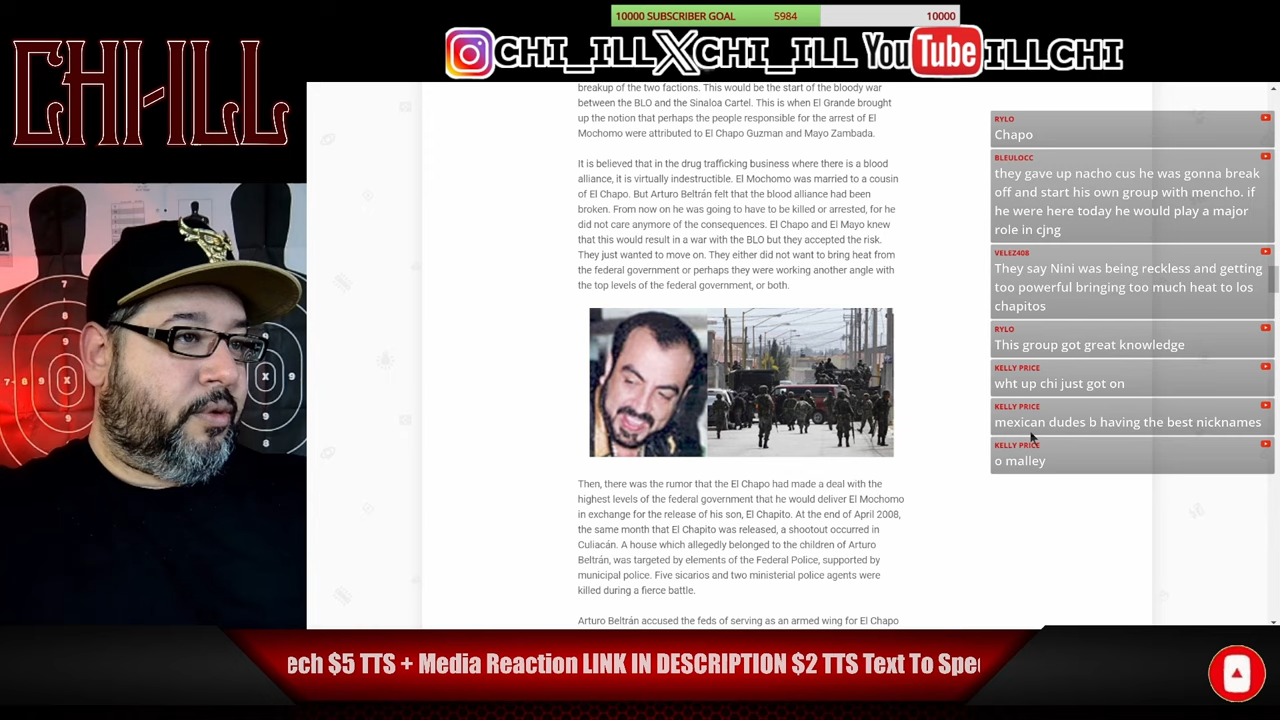 10000 SUBSCRIBER GOAL 5984 10000
CHI-ILL
CHI_ILL X CHI_ILL YouTube ILLCHI
breakup of the two factions. This would be the start of the bloody war
between the BLO and the Sinaloa Cartel. This is when El Grande brought
up the notion that perhaps the people responsible for the arrest of El
Mochomo were attributed to El Chapo Guzman and Mayo Zambada.
It is believed that in the drug trafficking business where there is a blood
alliance, it is virtually indestructible. El Mochomo was married to a cousin
of El Chapo. But Arturo Beltrán felt that the blood alliance had been
broken. From now on he was going to have to be killed or arrested, for he
did not care anymore of the consequences. El Chapo and El Mayo knew
that this would result in a war with the BLO but they accepted the risk.
They just wanted to move on. They either did not want to bring heat from
the federal government or perhaps they were working another angle with
the top levels of the federal government, or both.
Then, there was the rumor that the El Chapo had made a deal with the
highest levels of the federal government that he would deliver El Mochomo
in exchange for the release of his son, El Chapito. At the end of April 2008,
the same month that El Chapito was released, a shootout occurred in
Culiacán. A house which allegedly belonged to the children of Arturo
Beltrán, was targeted by elements of the Federal Police, supported by
municipal police. Five sicarios and two ministerial police agents were
killed during a fierce battle.
Arturo Beltrán accused the feds of serving as an armed wing for El Chapo
RYLO
Chapo
BLEULOCC
they gave up nacho cus he was gonna break
off and start his own group with mencho. if
he were here today he would play a major
role in cjng
VELEZ408
They say Nini was being reckless and getting
too powerful bringing too much heat to los
chapitos
RYLO
This group got great knowledge
KELLY PRICE
wht up chi just got on
KELLY PRICE
mexican dudes b having the best nicknames
KELLY PRICE
o malley
7
8
7 - 8 9 X
X 9
ech $5 TTS + Media Reaction LINK IN DESCRIPTION $2 TTS Text To Spe